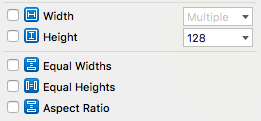 Width Multiple
Height 128
Equal Widths
Equal Heights
Aspect Ratio